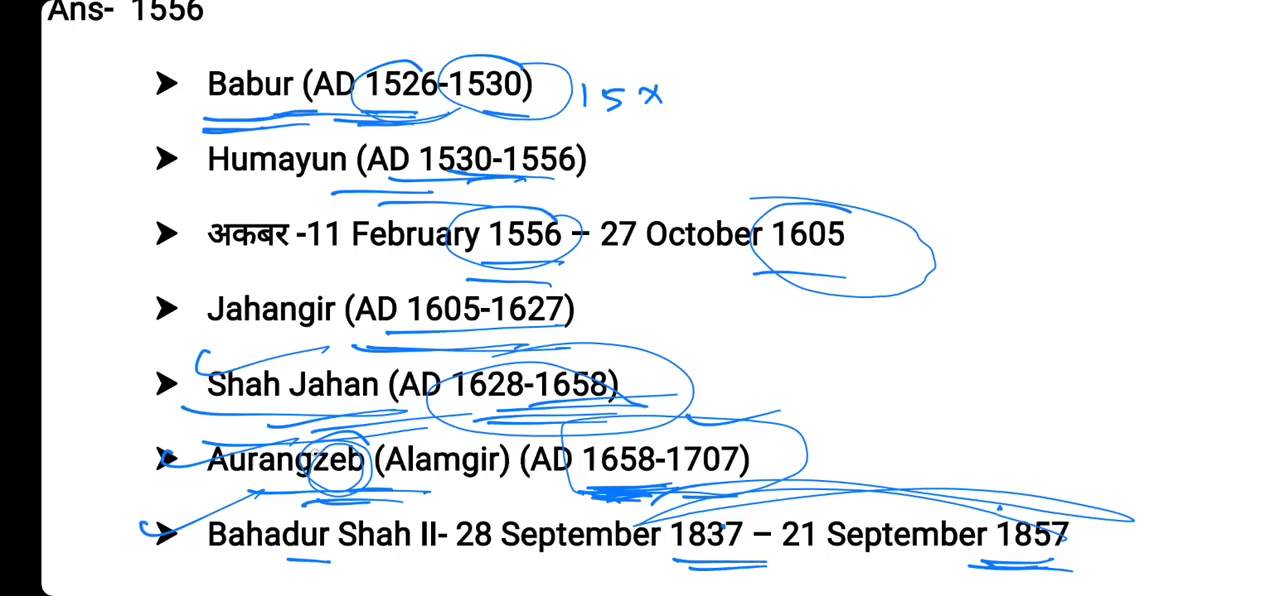 Ans- 1556
➤ Babur (AD 1526-1530) 15x
➤ Humayun (AD 1530-1556)
➤ अकबर -11 February 1556 – 27 October 1605
➤ Jahangir (AD 1605-1627)
➤ Shah Jahan (AD 1628-1658)
➤ Aurangzeb (Alamgir) (AD 1658-1707)
➤ Bahadur Shah II- 28 September 1837 – 21 September 1857